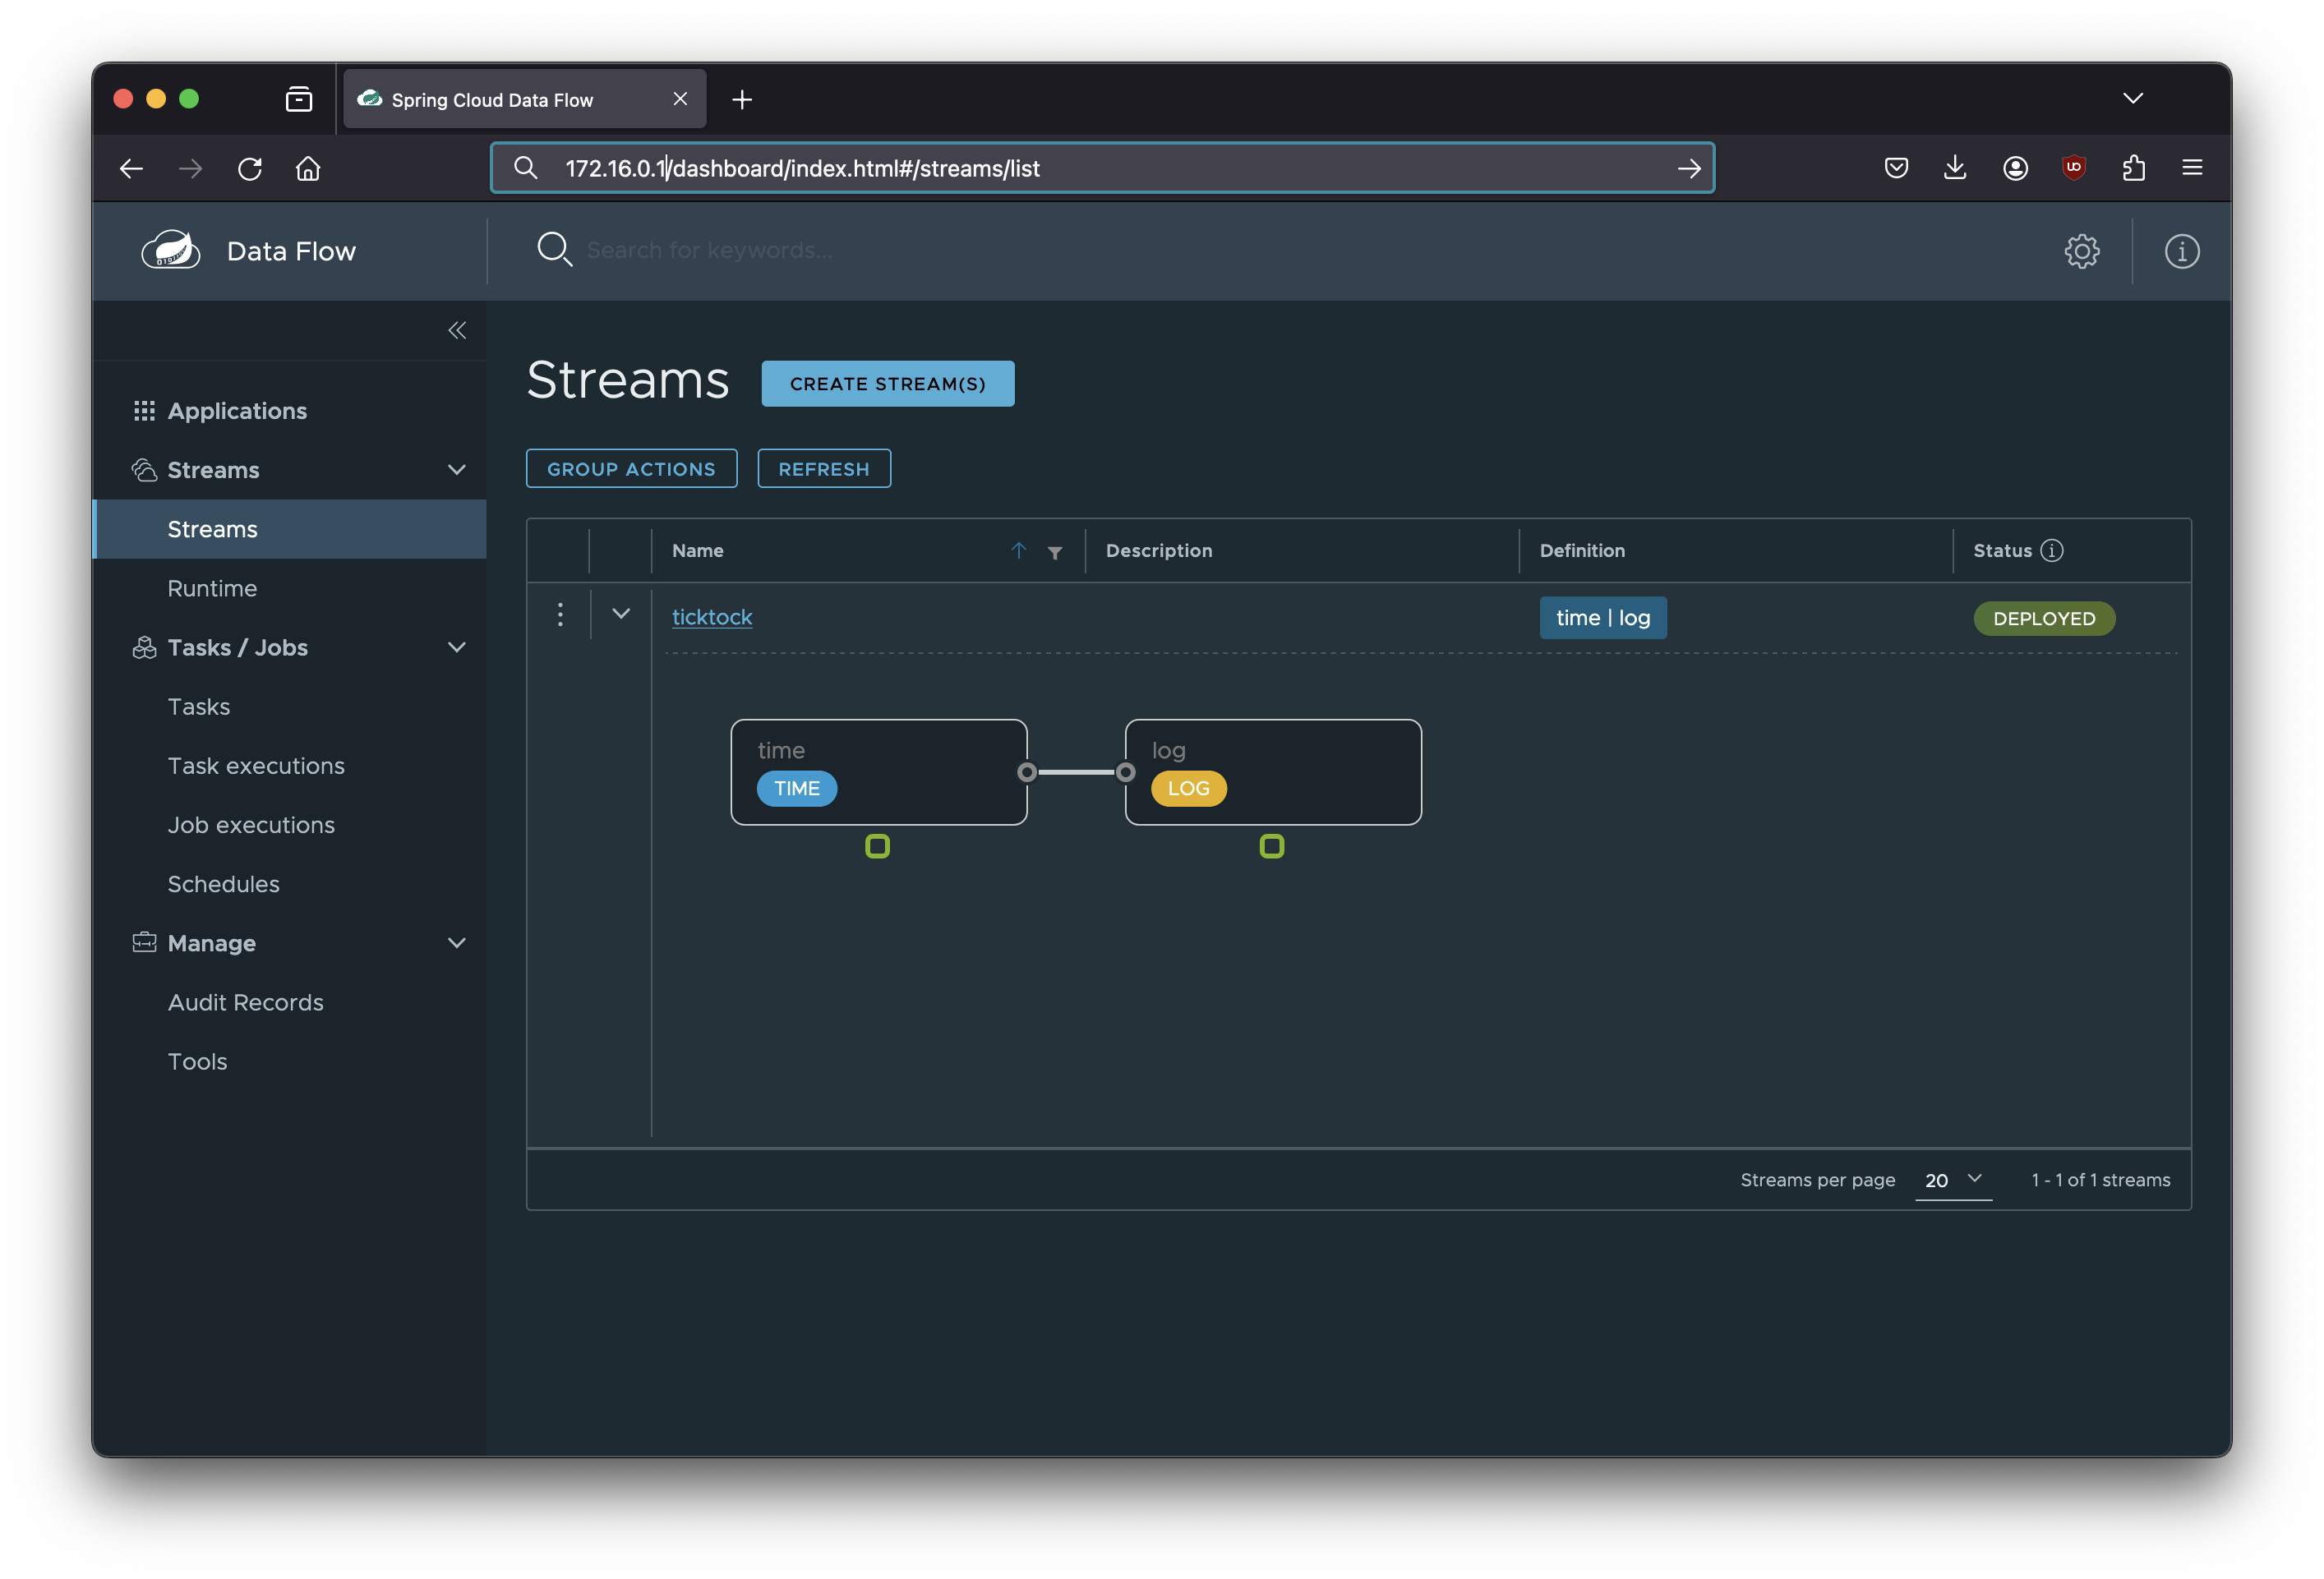 Spring Cloud Data Flow
172.16.0.1/dashboard/index.html#/streams/list
Data Flow
Search for keywords...
Applications
Streams
Streams
Runtime
Tasks / Jobs
Tasks
Task executions
Job executions
Schedules
Manage
Audit Records
Tools
Streams CREATE STREAM(S)
GROUP ACTIONS REFRESH
Name Description Definition Status
ticktock time | log DEPLOYED
time log
TIME LOG
Streams per page 20 1 - 1 of 1 streams